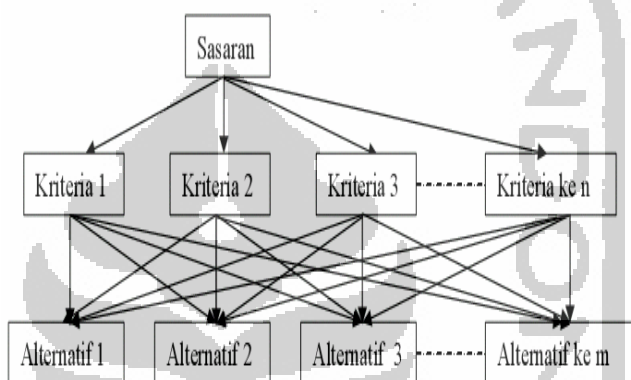 Sasaran
Kriteria 1 Kriteria 2 Kriteria 3 Kriteria ke n
Alternatif 1 Alternatif 2 Alternatif 3 Alternatif ke m